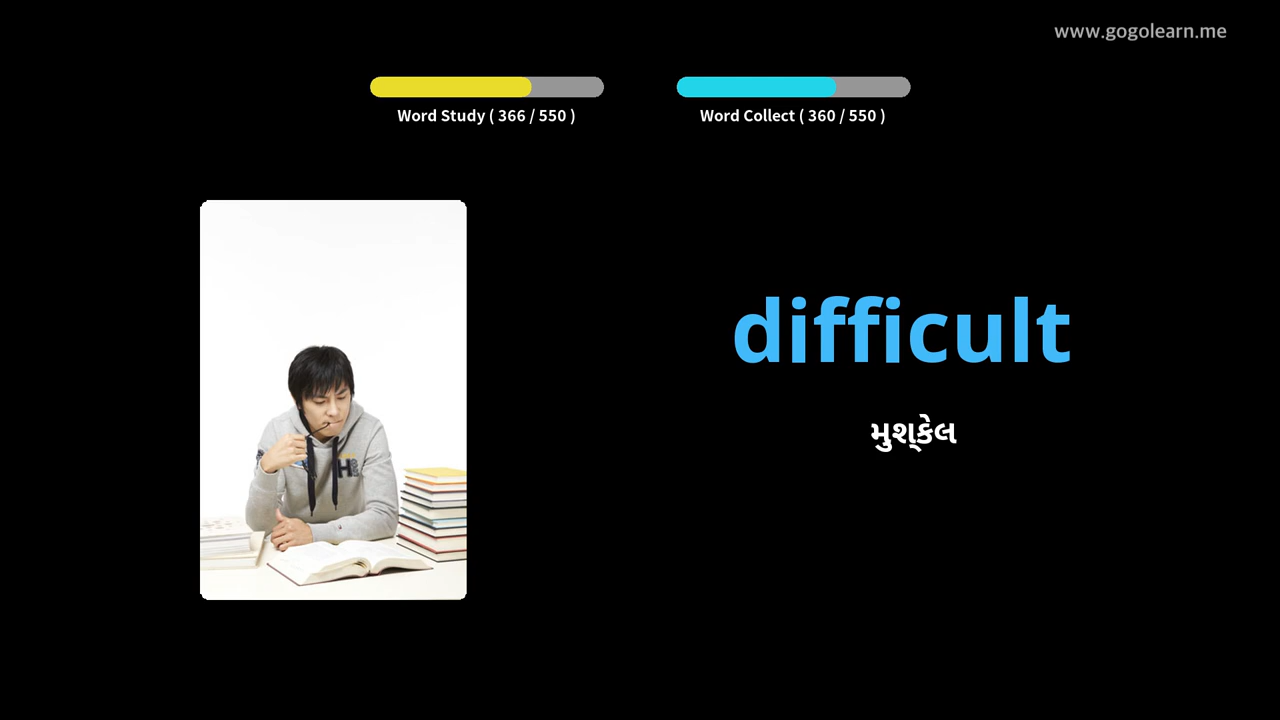 www.gogolearn.me
Word Study ( 366 / 550 )
Word Collect ( 360 / 550 )
difficult
મુશ્કેલ
H